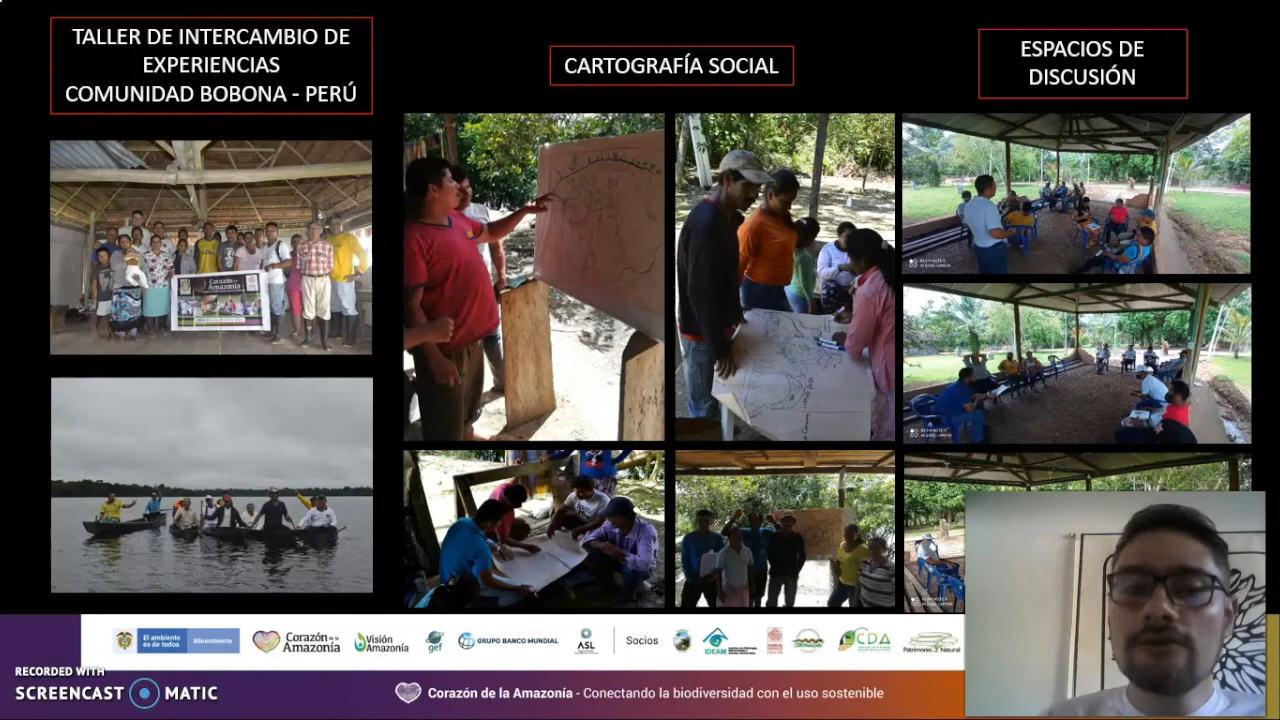 TALLER DE INTERCAMBIO DE
EXPERIENCIAS
COMUNIDAD BOBONA - PERÚ
CARTOGRAFÍA SOCIAL
ESPACIOS DE
DISCUSIÓN
Corazón de la
Amazonía
El ambiente
es de todos
Minambiente
Corazón de la
Amazonía
Visión
Amazonía
gef
GRUPO BANCO MUNDIAL
ASL
Socios
IDEAM
CDA
Patrimonio Natural
RECORDED WITH
SCREENCAST MATIC
Corazón de la Amazonía - Conectando la biodiversidad con el uso sostenible